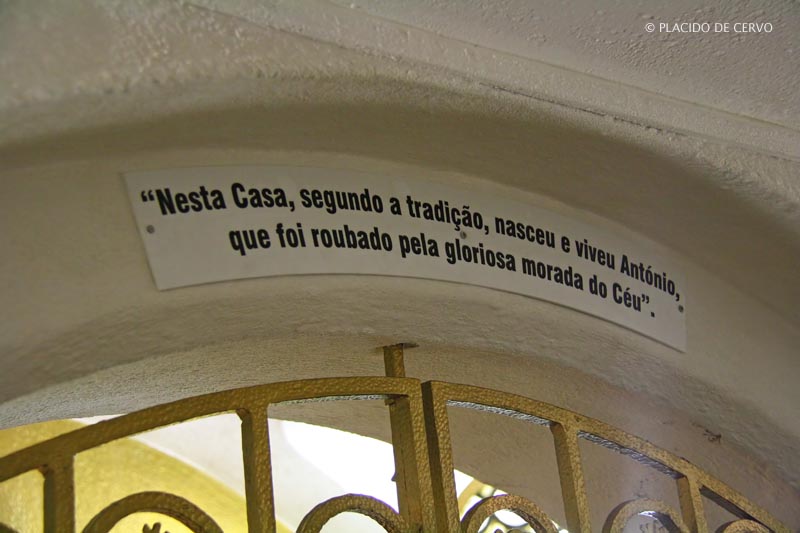 © PLACIDO DE CERVO
“Nesta Casa, segundo a tradição, nasceu e viveu António,
que foi roubado pela gloriosa morada do Céu”.